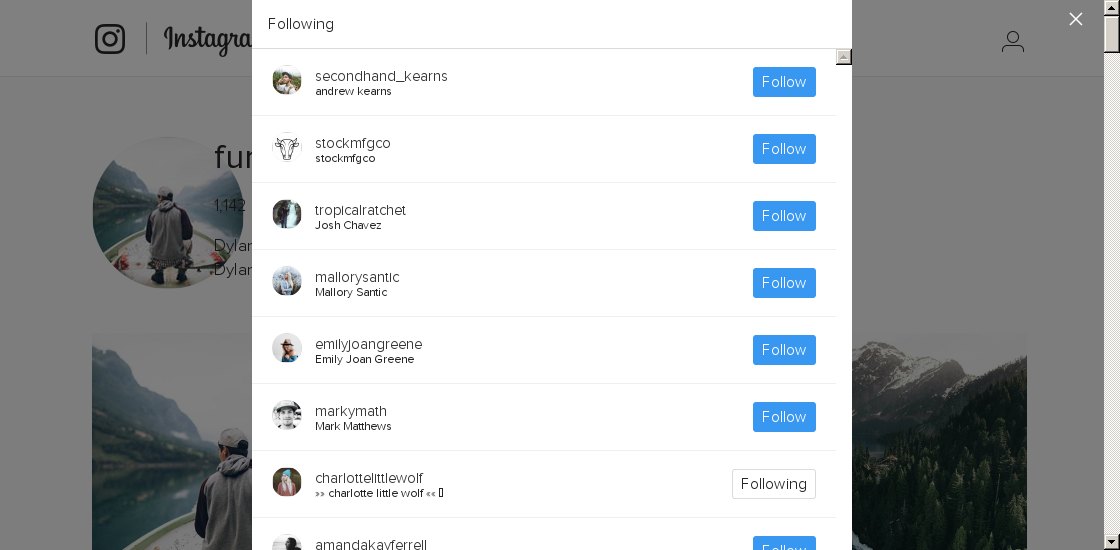 Following
Instagra
fur
1,142
Dylan
Dylan
secondhand_kearns
andrew kearns
Follow
stockmfgco
stockmfgco
Follow
tropicalratchet
Josh Chavez
Follow
mallorysantic
Mallory Santic
Follow
emilyjoangreene
Emily Joan Greene
Follow
markymath
Mark Matthews
Follow
charlottelittlewolf
»» charlotte little wolf «« ▯
Following
amandakayferrell
Follow